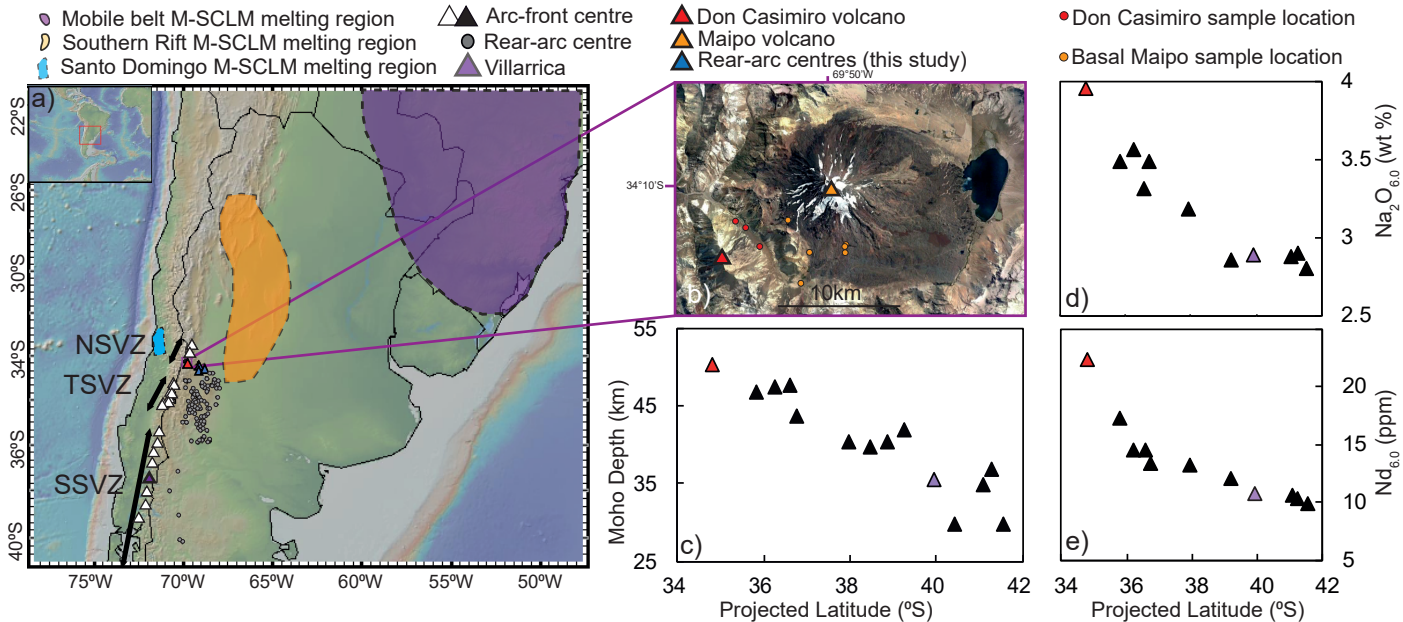 Mobile belt M-SCLM melting region
Southern Rift M-SCLM melting region
Santo Domingo M-SCLM melting region
Arc-front centre
Rear-arc centre
Villarrica
Don Casimiro volcano
Maipo volcano
Rear-arc centres (this study)
Don Casimiro sample location
Basal Maipo sample location
a)
22°S
26°S
30°S
34°S
36°S
40°S
NSVZ
TSVZ
SSVZ
75°W
70°W
65°W
60°W
55°W
50°W
69°50'W
34°10'S
b)
10km
55
45
35
25
Moho Depth (km)
c)
34
36
38
40
42
Projected Latitude (ºS)
d)
4
3.5
3
2.5
Na₂O₆.₀ (wt %)
e)
20
15
10
5
Nd₆.₀ (ppm)
34
36
38
40
42
Projected Latitude (ºS)